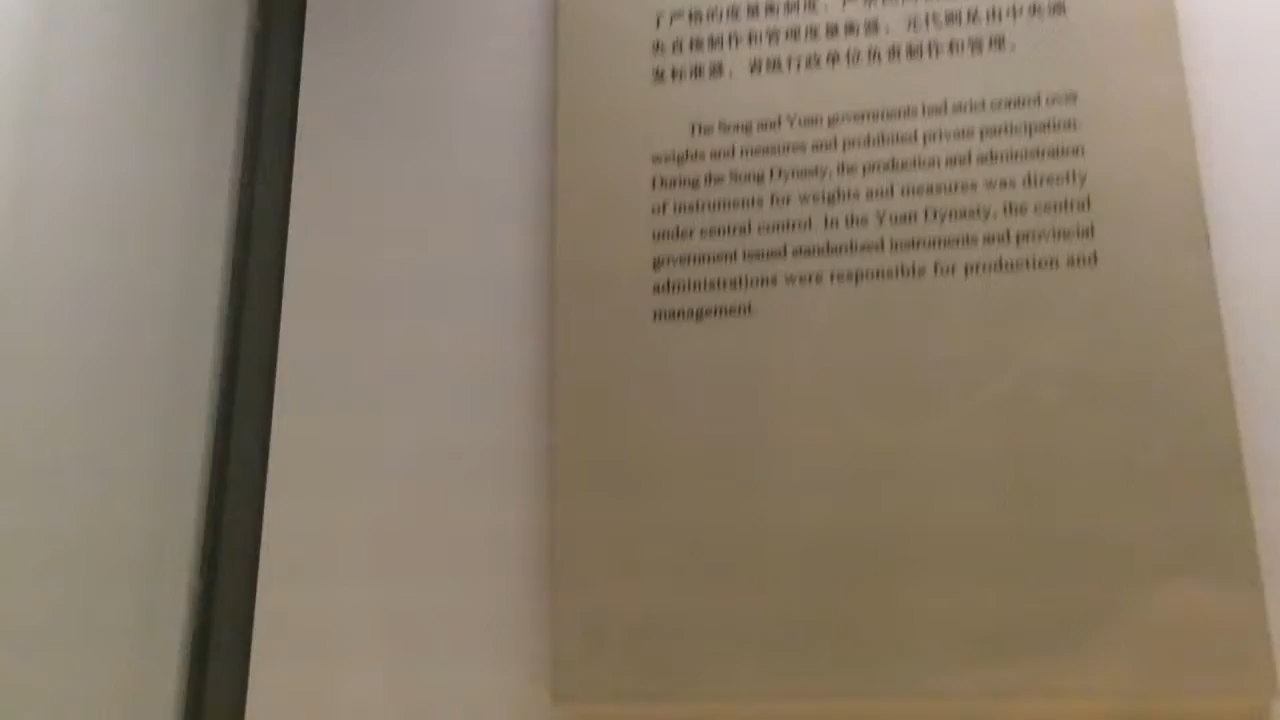 了严格的度量衡制度，严禁
央直接制作和管理度量衡器，元代则是由中央颁
发标准器，省级行政单位负责制作和管理。
The Song and Yuan governments had strict control over
weights and measures and prohibited private participation.
During the Song Dynasty, the production and administration
of instruments for weights and measures was directly
under central control. In the Yuan Dynasty, the central
government issued standardized instruments and provincial
administrations were responsible for production and
management.